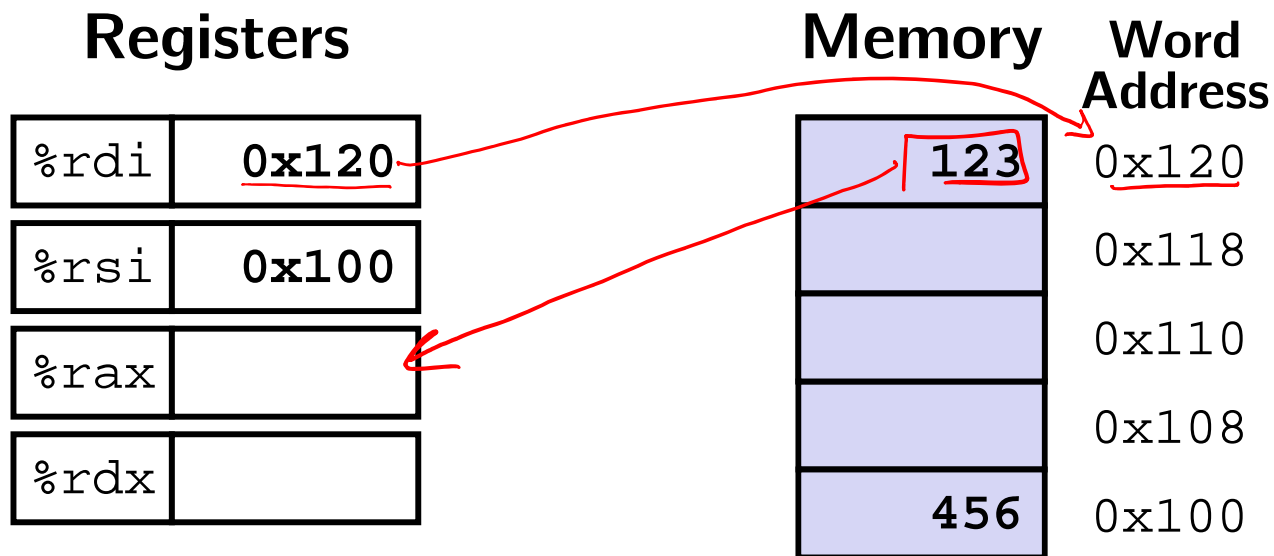 Registers
Memory
Word
Address
%rdi 0x120
123 0x120
%rsi 0x100
0x118
%rax
0x110
%rdx
0x108
456 0x100